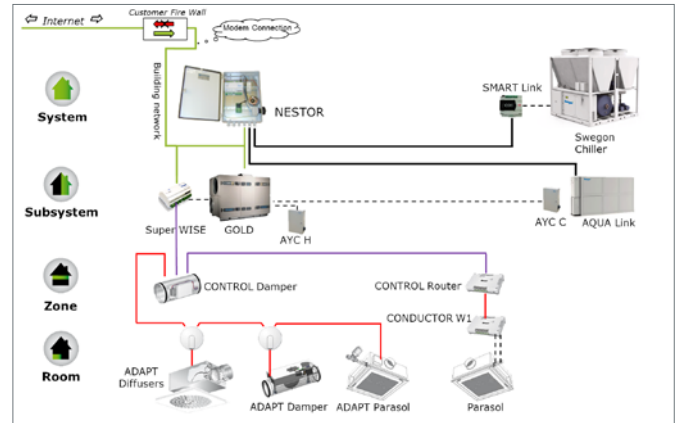 Customer Fire Wall
Internet
Modem Connection
Building network
SMART Link
NESTOR
System
Swegon
Chiller
Subsystem
Super WISE
GOLD
AYC H
AYC C
AQUA Link
CONTROL Damper
CONTROL Router
Zone
CONDUCTOR W1
Room
ADAPT
Diffusers
ADAPT Damper
ADAPT Parasol
Parasol